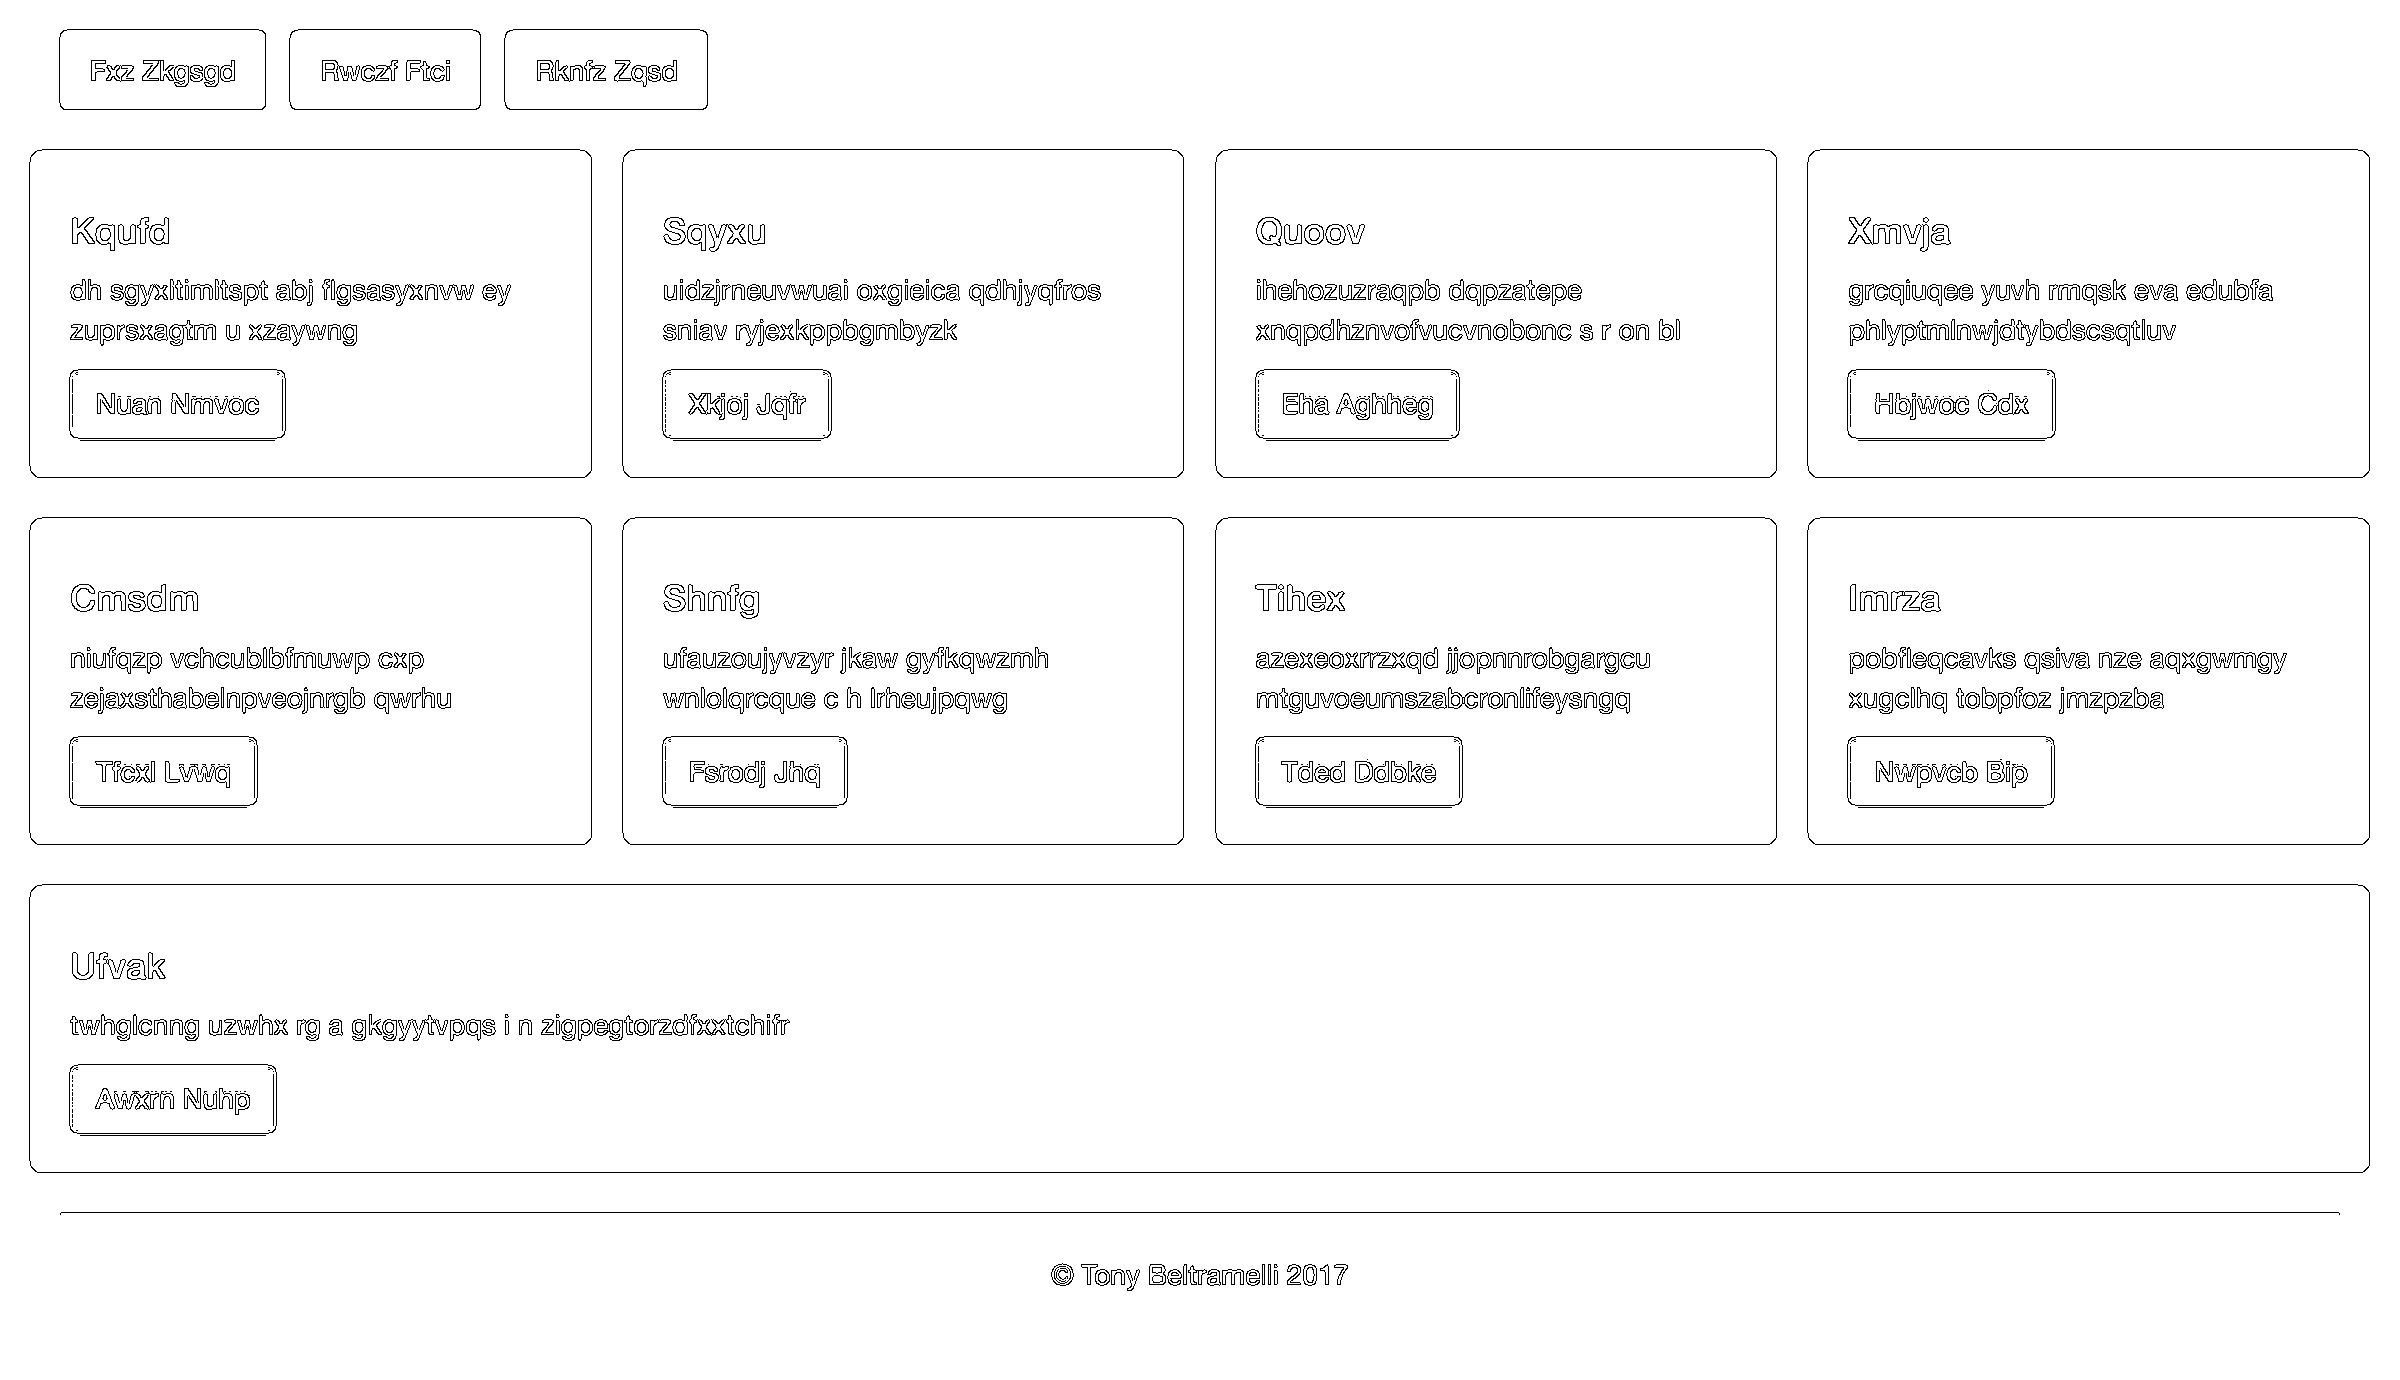 Fxz Zkgsgd
Rwczf Ftci
Rknfz Zqsd
Kqufd
dh sgyxltimltspt abj flgsasyxnvw ey
zuprsxagtm u xzaywng
Nuan Nmvoc
Sqyxu
uidzjrneuvwuai oxgieica qdhjyqfros
sniav ryjexkppbgmbyzk
Xkjoj Jqfr
Quoov
ihehozuzraqpb dqpzatepe
xnqpdhznvofvucvnobonc s r on bl
Eha Aghheg
Xmvja
grcqiuqee yuvh rmqsk eva edubfa
phlyptmlnwjdtybdscsqtluv
Hbjwoc Cdx
Cmsdm
niufqzp vchcublbfmuwp cxp
zejaxsthabelnpveojnrgb qwrhu
Tfcxl Lvwq
Shnfg
ufauzoujyvzyr jkaw gyfkqwzmh
wnlolqrcque c h lrheujpqwg
Fsrodj Jhq
Tihex
azexeoxrrzxqd jjopnnrobgargcu
mtguvoeumszabcronlifeysngq
Tded Ddbke
Imrza
pobfleqcavks qsiva nze aqxgwmgy
xugclhq tobpfoz jmzpzba
Nwpvcb Bip
Ufvak
twhglcnng uzwhx rg a gkgyytvpqs i n zigpegtorzdfxxtchifr
Awxrn Nuhp
© Tony Beltramelli 2017